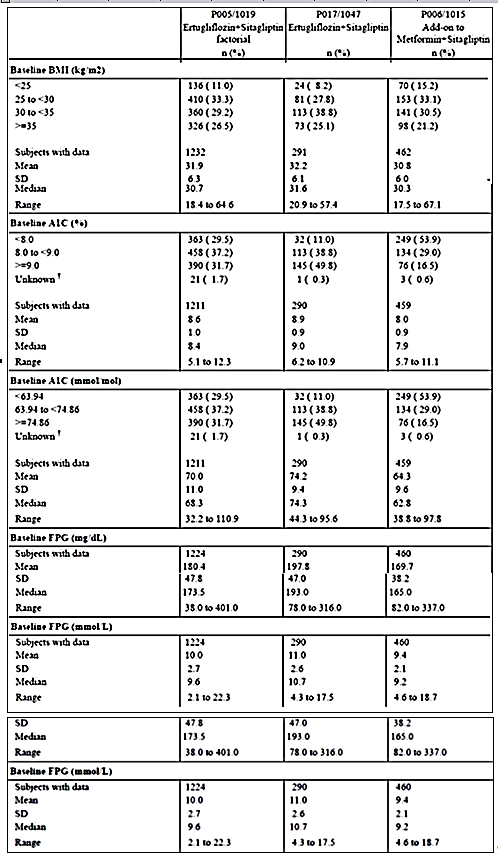 P005/1019 P017/1047 P006/1015
Ertugliflozin+Sitagliptin Ertugliflozin+Sitagliptin Add-on to
factorial Metformin+Sitagliptin
n (%) n (%) n (%)
Baseline BMI (kg/m2)
<25 136 ( 11.0) 24 ( 8.2) 70 ( 15.2)
25 to <30 410 ( 33.3) 81 ( 27.8) 153 ( 33.1)
30 to <35 360 ( 29.2) 113 ( 38.8) 141 ( 30.5)
>=35 326 ( 26.5) 73 ( 25.1) 98 ( 21.2)
Subjects with data 1232 291 462
Mean 31.9 32.2 30.8
SD 6.3 6.1 6.0
Median 30.7 31.6 30.3
Range 18.4 to 64.6 20.9 to 57.4 17.5 to 67.1
Baseline A1C (%)
<8.0 363 ( 29.5) 32 ( 11.0) 249 ( 53.9)
8.0 to <9.0 458 ( 37.2) 113 ( 38.8) 134 ( 29.0)
>=9.0 390 ( 31.7) 145 ( 49.8) 76 ( 16.5)
Unknown † 21 ( 1.7) 1 ( 0.3) 3 ( 0.6)
Subjects with data 1211 290 459
Mean 8.6 8.9 8.0
SD 1.0 0.9 0.9
Median 8.4 9.0 7.9
Range 5.1 to 12.3 6.2 to 10.9 5.7 to 11.1
Baseline A1C (mmol/mol)
<63.94 363 ( 29.5) 32 ( 11.0) 249 ( 53.9)
63.94 to <74.86 458 ( 37.2) 113 ( 38.8) 134 ( 29.0)
>=74.86 390 ( 31.7) 145 ( 49.8) 76 ( 16.5)
Unknown † 21 ( 1.7) 1 ( 0.3) 3 ( 0.6)
Subjects with data 1211 290 459
Mean 70.0 74.2 64.3
SD 11.0 9.4 9.6
Median 68.3 74.3 62.8
Range 32.2 to 110.9 44.3 to 95.6 38.8 to 97.8
Baseline FPG (mg/dL)
Subjects with data 1224 290 460
Mean 180.4 197.8 169.7
SD 47.8 47.0 38.2
Median 173.5 193.0 165.0
Range 38.0 to 401.0 78.0 to 316.0 82.0 to 337.0
Baseline FPG (mmol/L)
Subjects with data 1224 290 460
Mean 10.0 11.0 9.4
SD 2.7 2.6 2.1
Median 9.6 10.7 9.2
Range 2.1 to 22.3 4.3 to 17.5 4.6 to 18.7
SD 47.8 47.0 38.2
Median 173.5 193.0 165.0
Range 38.0 to 401.0 78.0 to 316.0 82.0 to 337.0
Baseline FPG (mmol/L)
Subjects with data 1224 290 460
Mean 10.0 11.0 9.4
SD 2.7 2.6 2.1
Median 9.6 10.7 9.2
Range 2.1 to 22.3 4.3 to 17.5 4.6 to 18.7